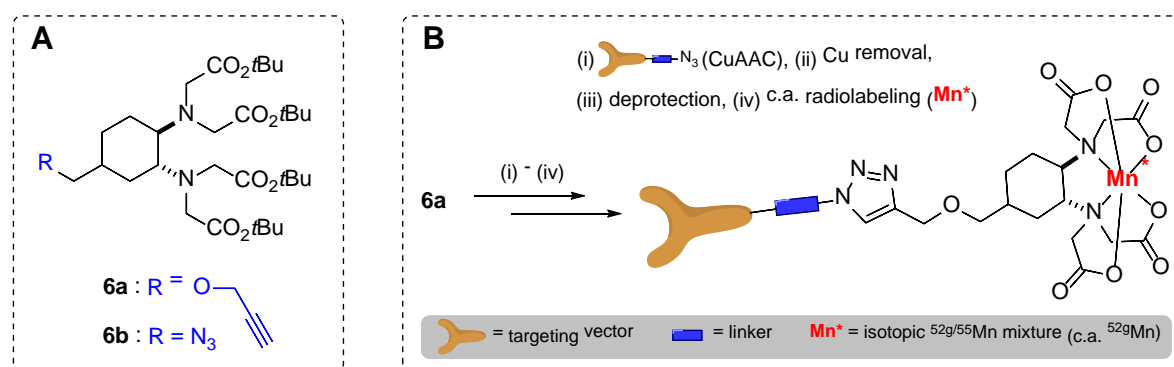 A
CO2tBu
N
CO2tBu
R
N
CO2tBu
CO2tBu
6a : R = O
6b : R = N3
B
(i) N3 (CuAAC), (ii) Cu removal,
(iii) deprotection, (iv) c.a. radiolabeling (Mn*)
6a
(i) - (iv)
N N
N
O
O O
O
O
N
Mn*
N
O
O
O
O
= targeting vector = linker Mn* = isotopic 52g/55Mn mixture (c.a. 52gMn)